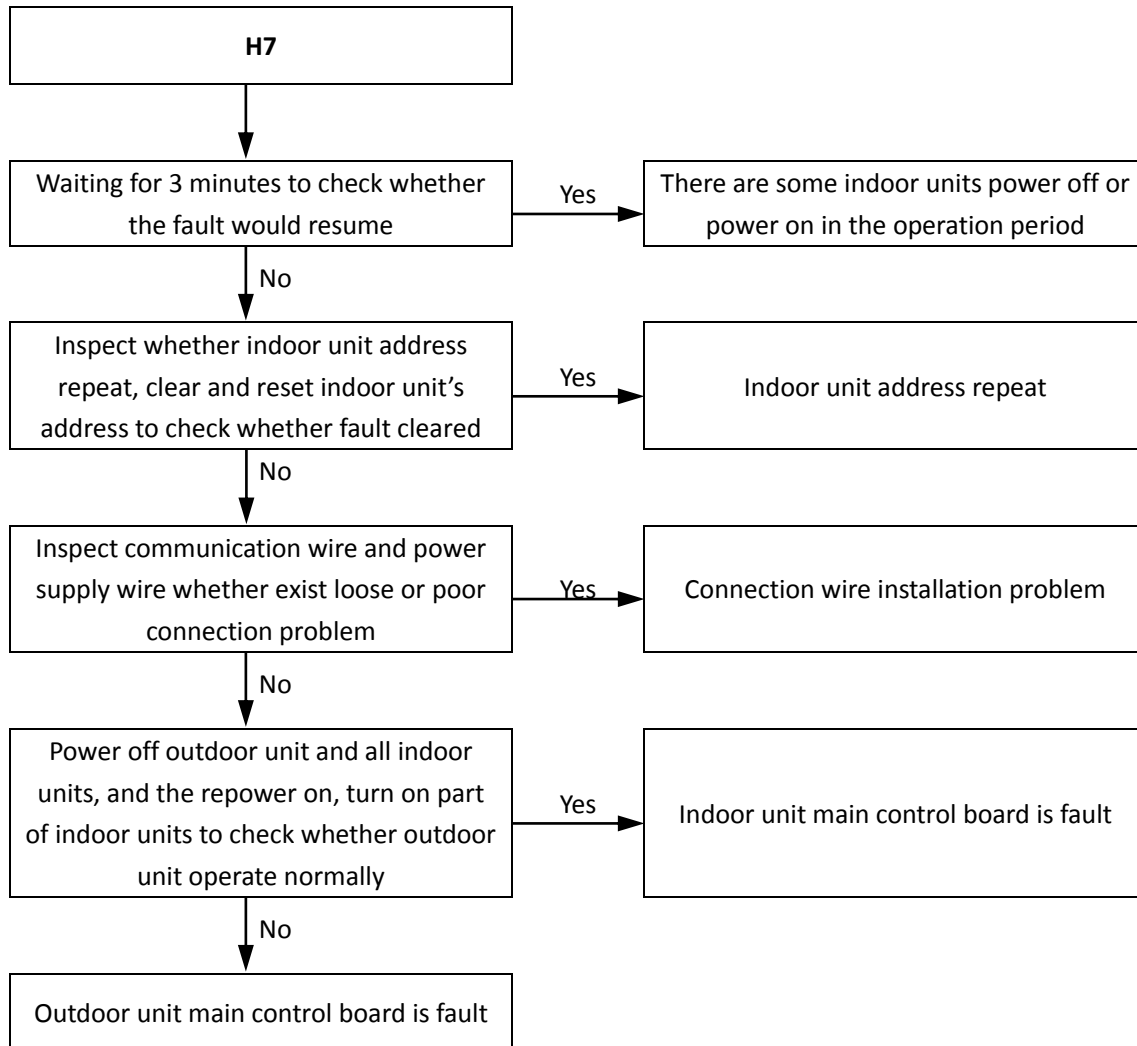 H7
Waiting for 3 minutes to check whether
the fault would resume
Yes
There are some indoor units power off or
power on in the operation period
No
Inspect whether indoor unit address
repeat, clear and reset indoor unit’s
address to check whether fault cleared
Yes
Indoor unit address repeat
No
Inspect communication wire and power
supply wire whether exist loose or poor
connection problem
Yes
Connection wire installation problem
No
Power off outdoor unit and all indoor
units, and the repower on, turn on part
of indoor units to check whether outdoor
unit operate normally
Yes
Indoor unit main control board is fault
No
Outdoor unit main control board is fault